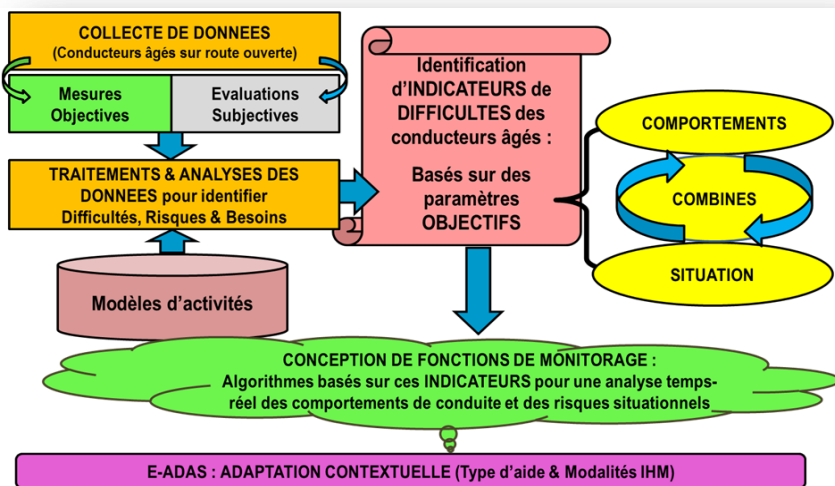 COLLECTE DE DONNEES
(Conducteurs âgés sur route ouverte)
Mesures
Objectives
Evaluations
Subjectives
TRAITEMENTS & ANALYSES DES
DONNEES pour identifier
Difficultés, Risques & Besoins
Modèles d'activités
Identification
d'INDICATEURS de
DIFFICULTES des
conducteurs âgés :
Basés sur des
paramètres
OBJECTIFS
COMPORTEMENTS
COMBINES
SITUATION
CONCEPTION DE FONCTIONS DE MONITORAGE :
Algorithmes basés sur ces INDICATEURS pour une analyse temps-
réel des comportements de conduite et des risques situationnels
E-ADAS : ADAPTATION CONTEXTUELLE (Type d'aide & Modalités IHM)